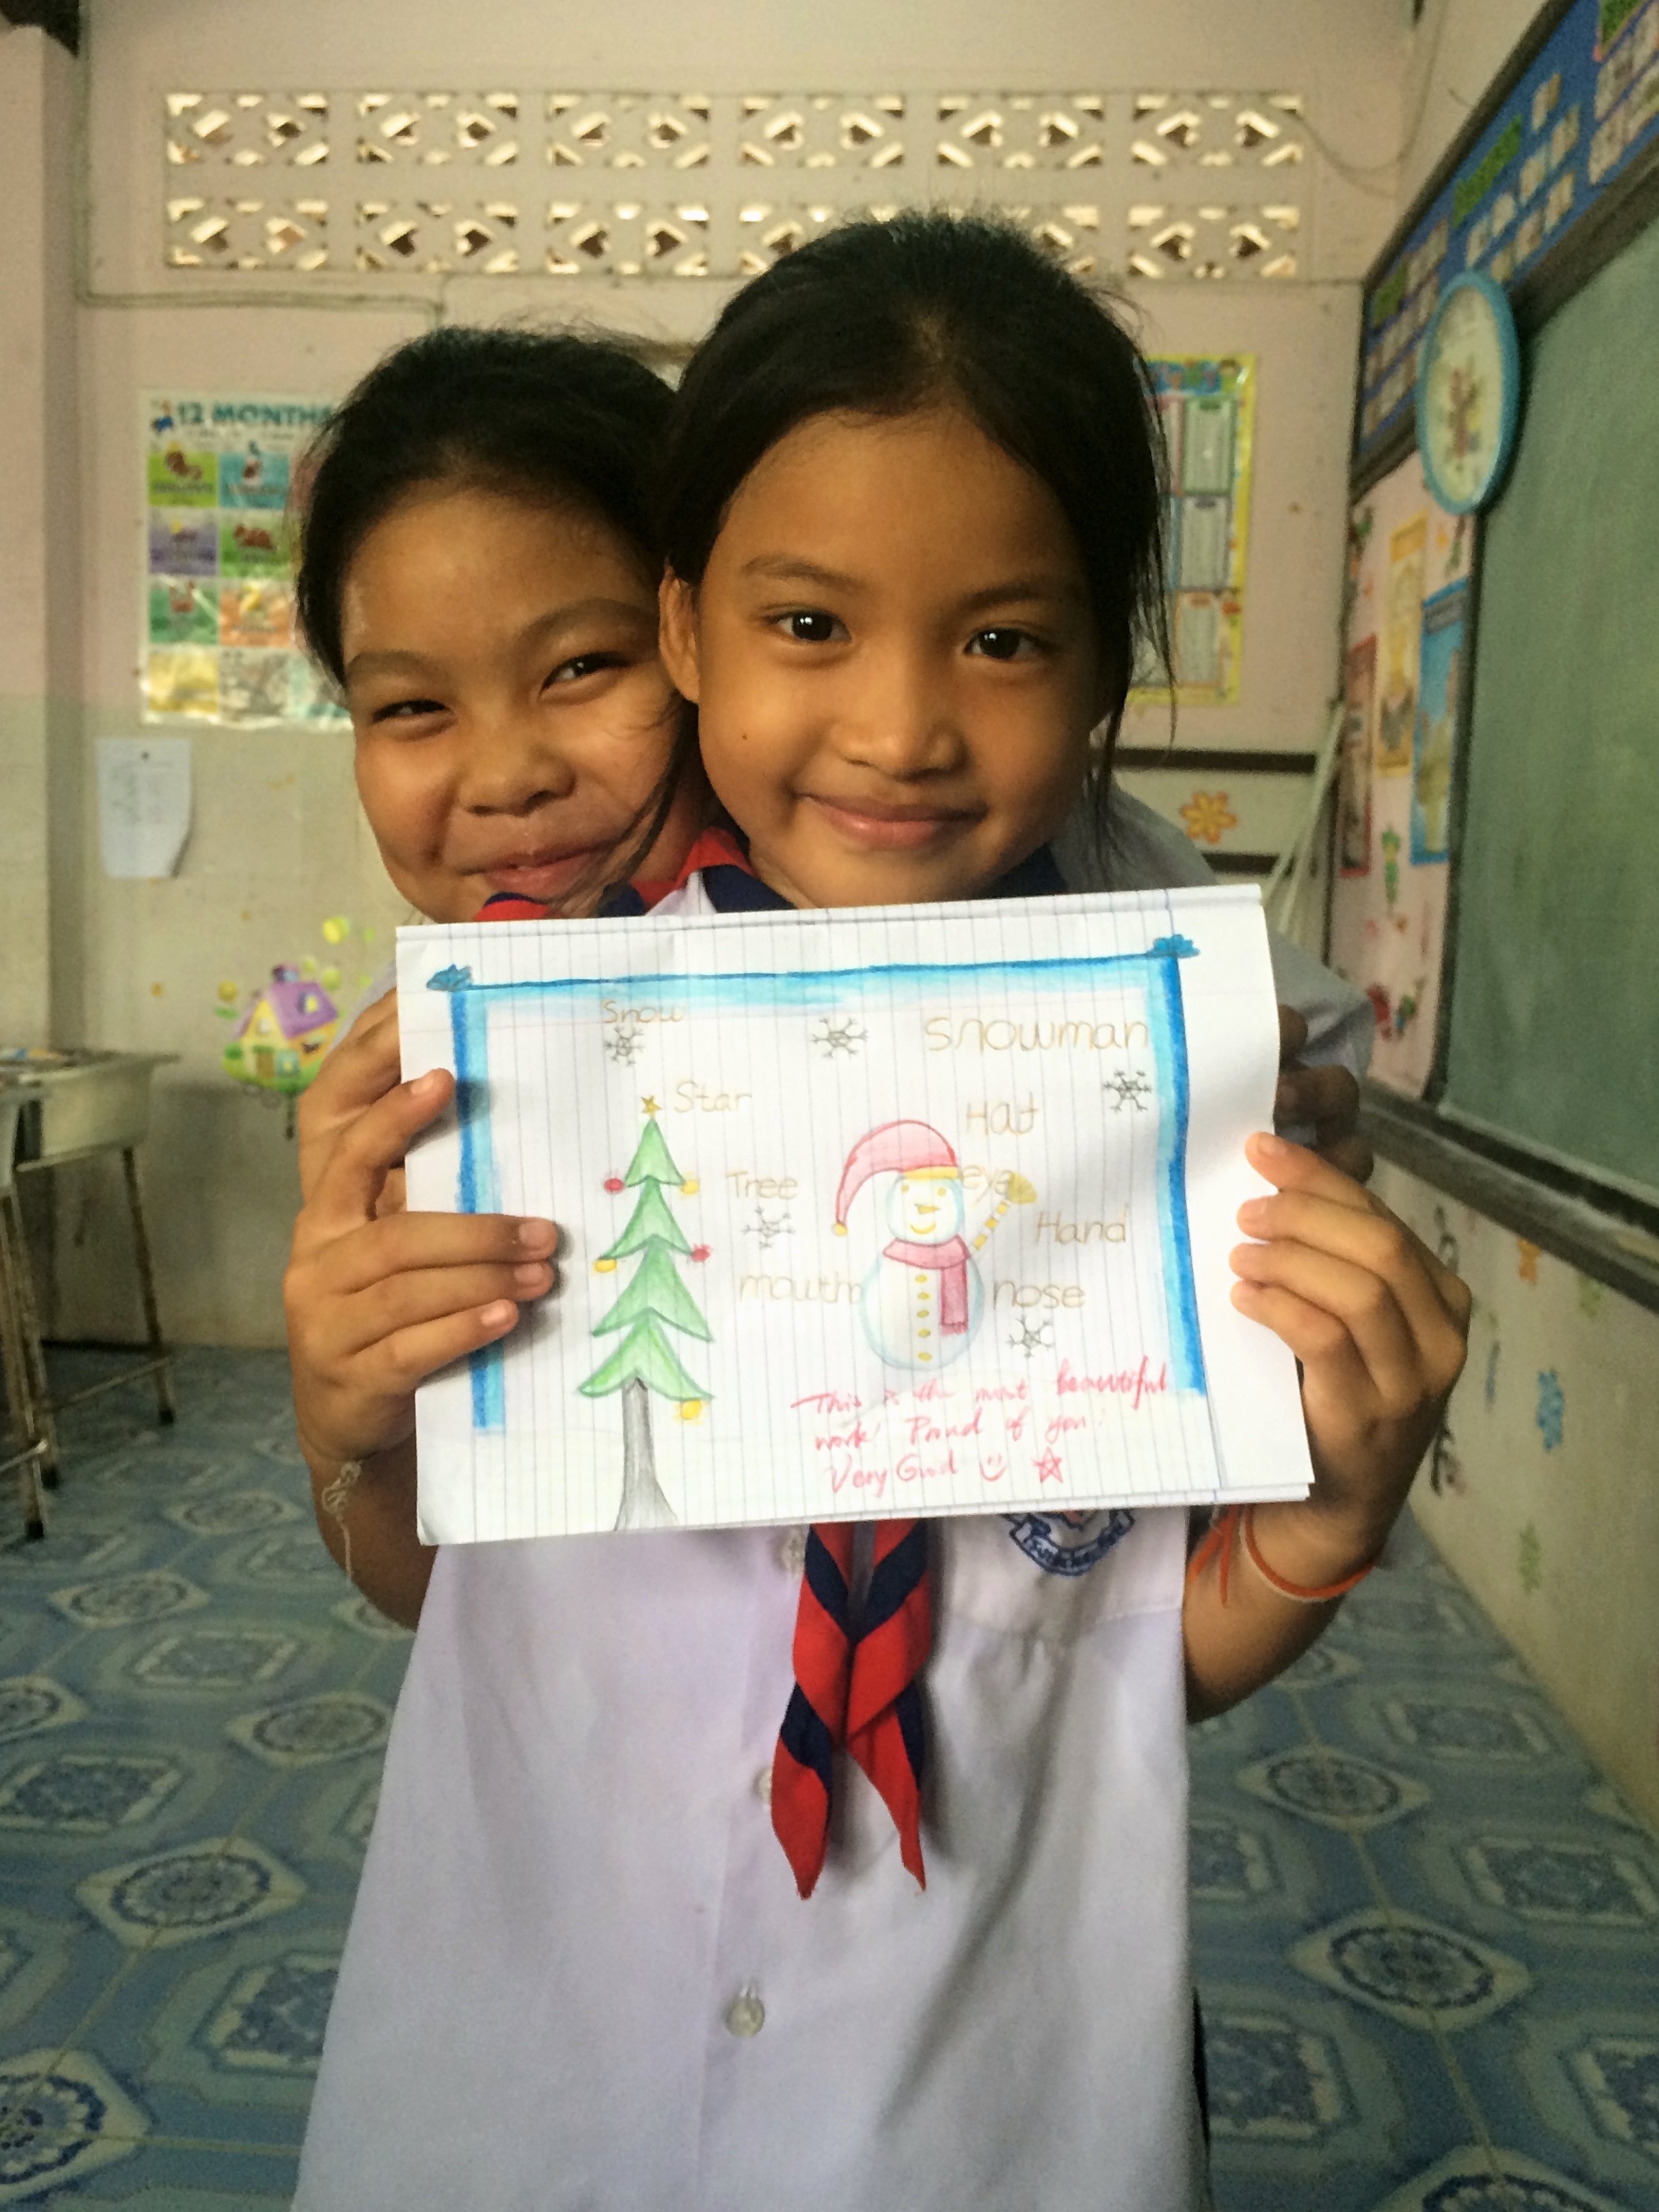 12 MONTHS
Snow
Snowman
Star
Hat
Tree
eye
Hand
mouth
nose
This is the most beautiful
work! Proud of you!
Very Good